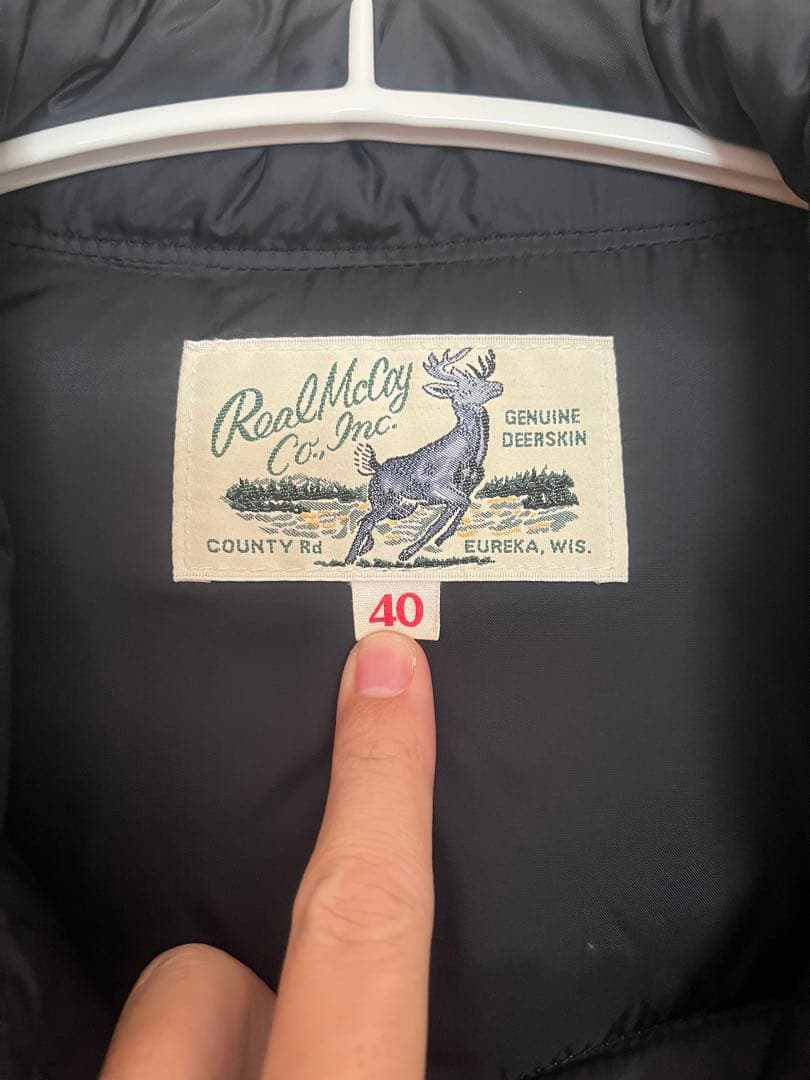 Real McCoy
Co., Inc.
GENUINE
DEERSKIN
COUNTY Rd
EUREKA, WIS.
40